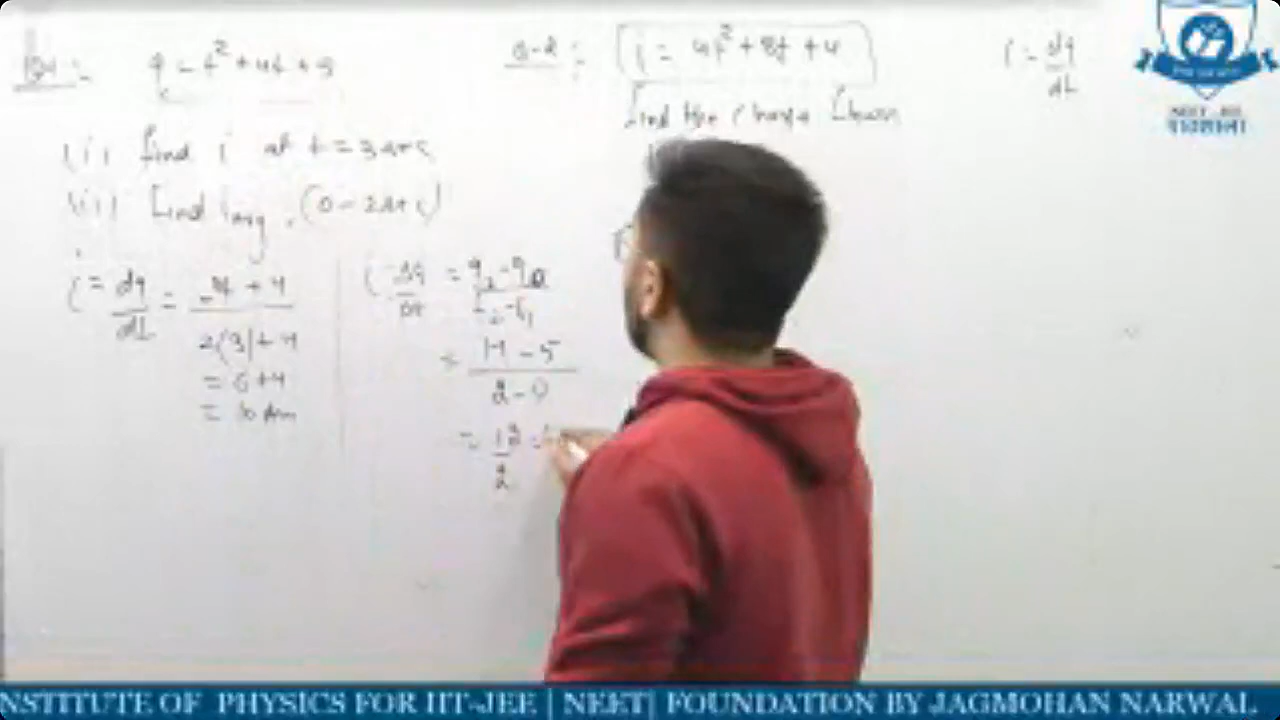 q = t² + 4t + 5
(i) find i at t = 3 sec
(ii) find iavg. (0 – 2 sec)
i = dq/dt = 2t + 4
2(3) + 4
= 6 + 4
= 10 Am
i = Δq/Δt = q₂ - q₀ / t₂ - t₁
= 17 - 5 / 2 - 0
= 12 / 2 =
Q-2 :- i = 4t² + 8t + 4
find the charge flown
i = dq/dt
NSTITUTE OF PHYSICS FOR IIT-JEE | NEET| FOUNDATION BY JAGMOHAN NARWAL